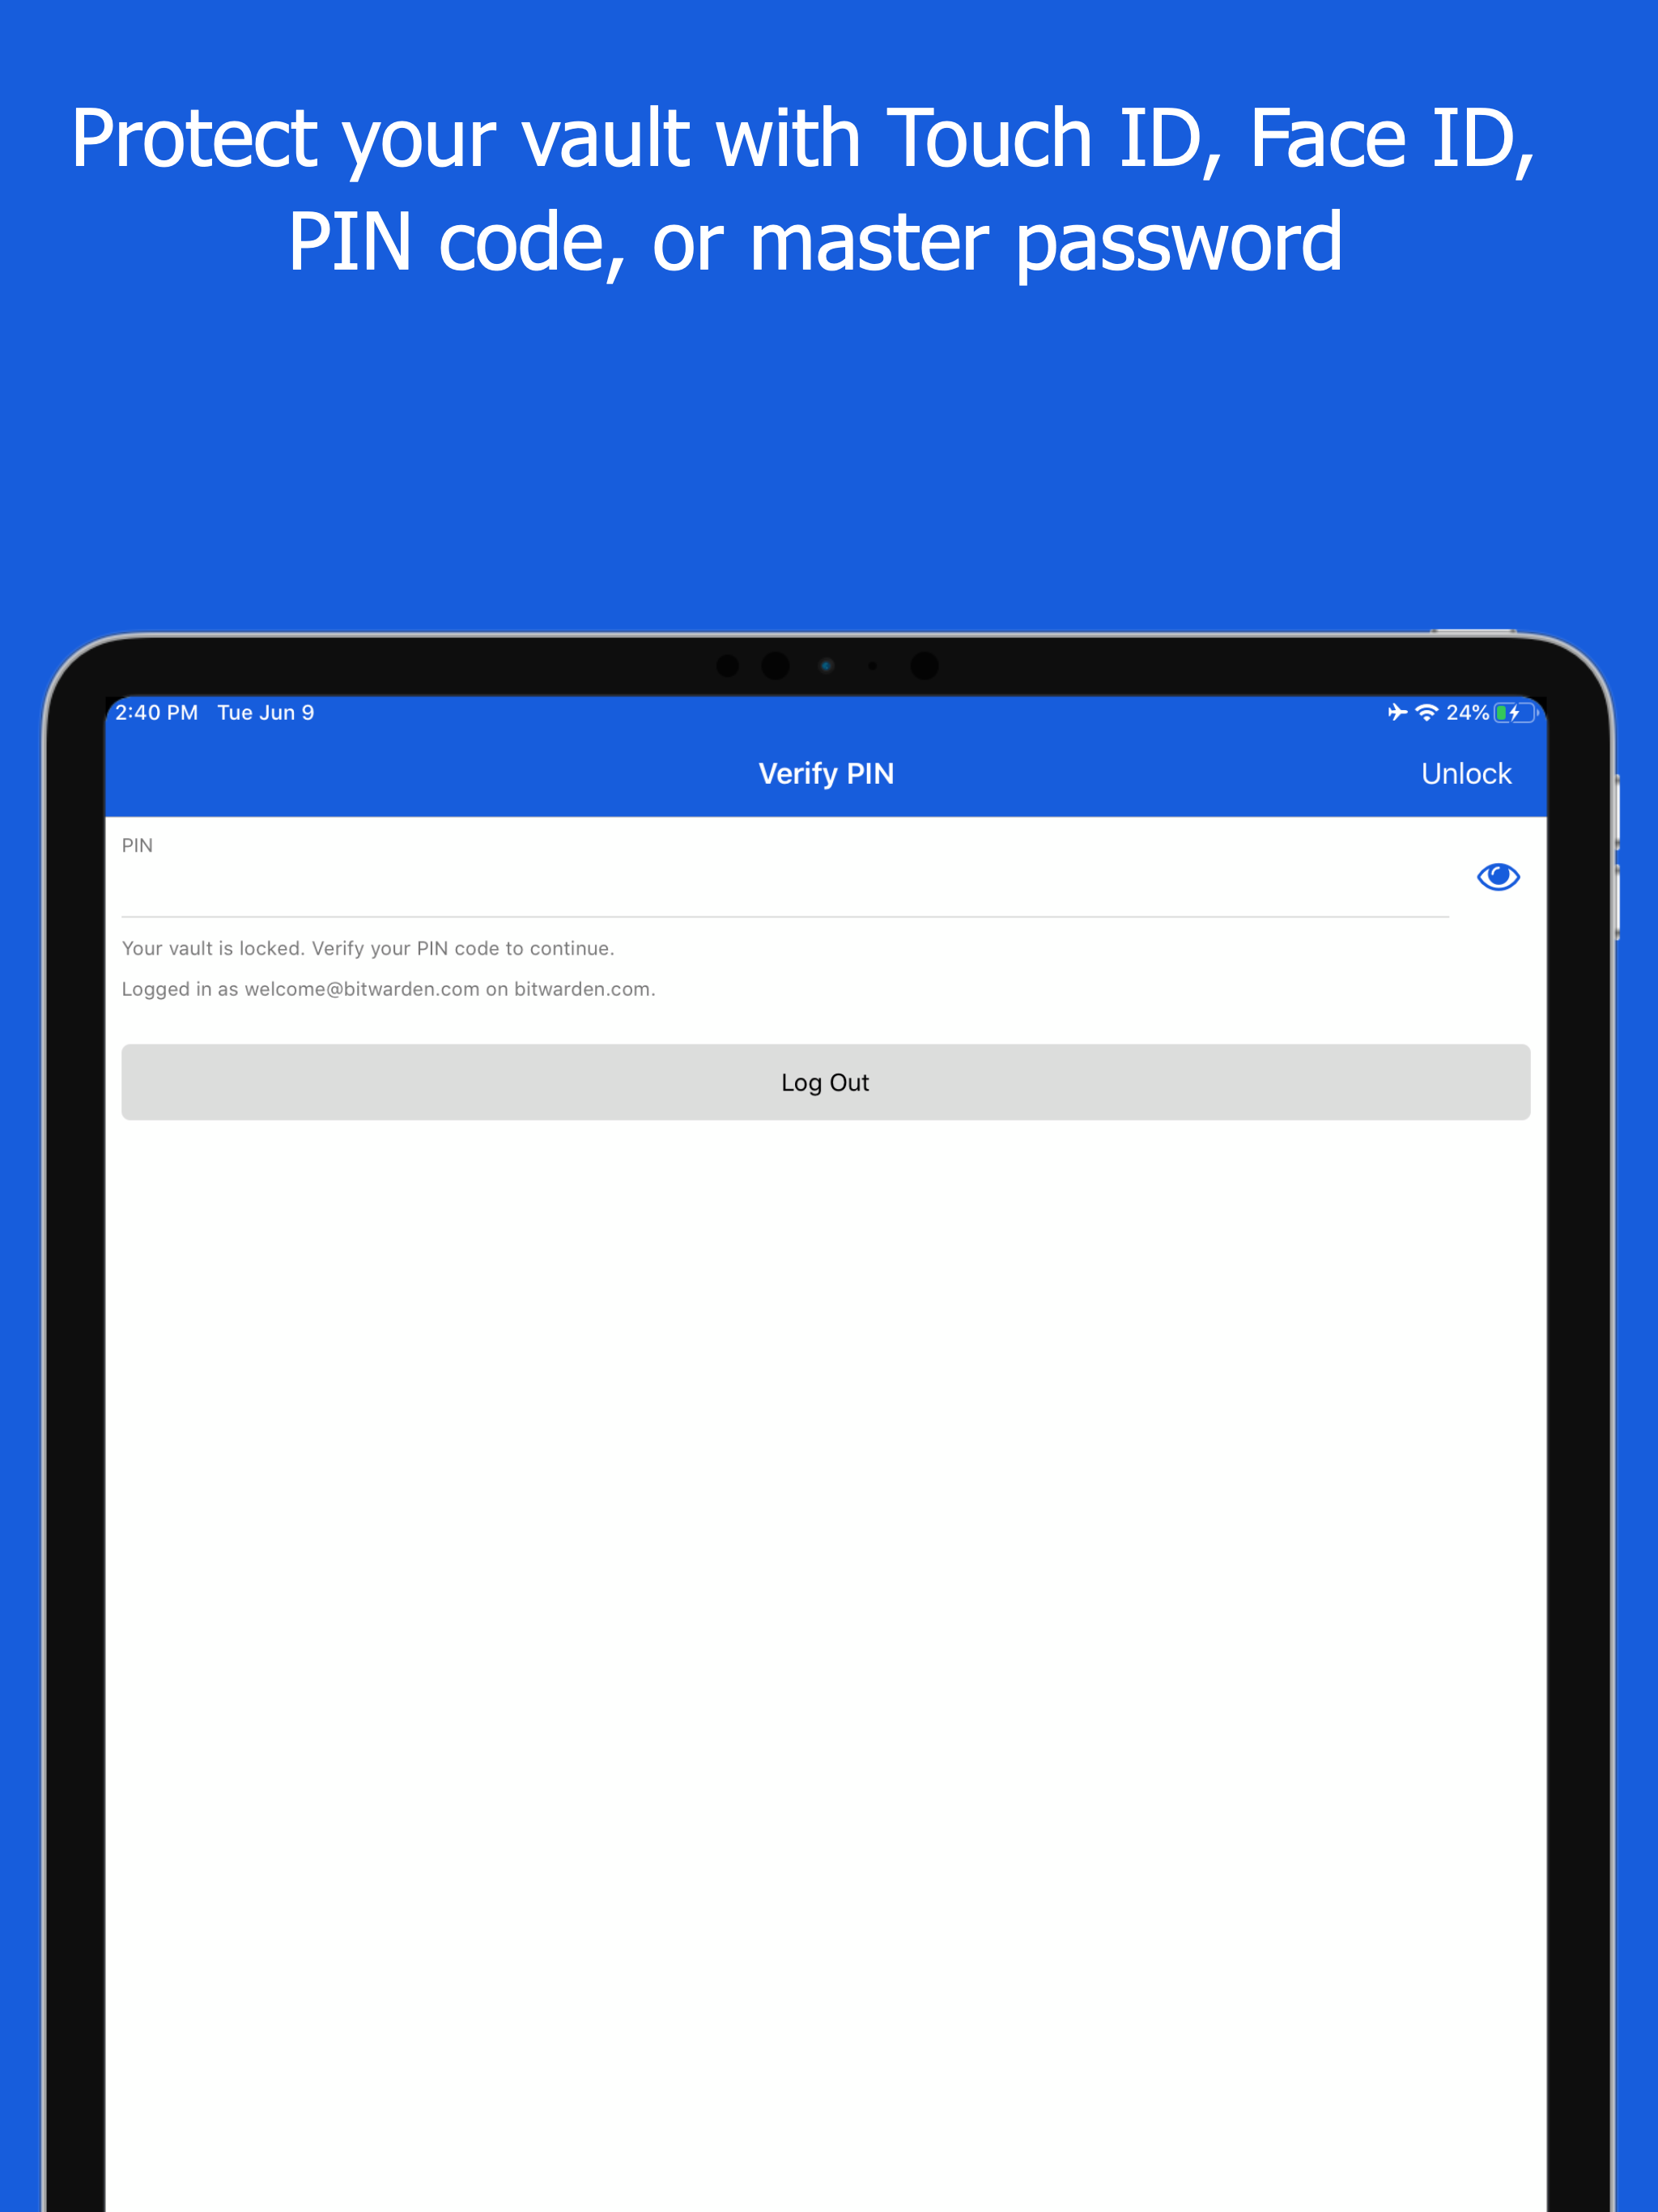 Protect your vault with Touch ID, Face ID,
PIN code, or master password
2:40 PM Tue Jun 9 24%
Verify PIN Unlock
PIN
Your vault is locked. Verify your PIN code to continue.
Logged in as welcome@bitwarden.com on bitwarden.com.
Log Out